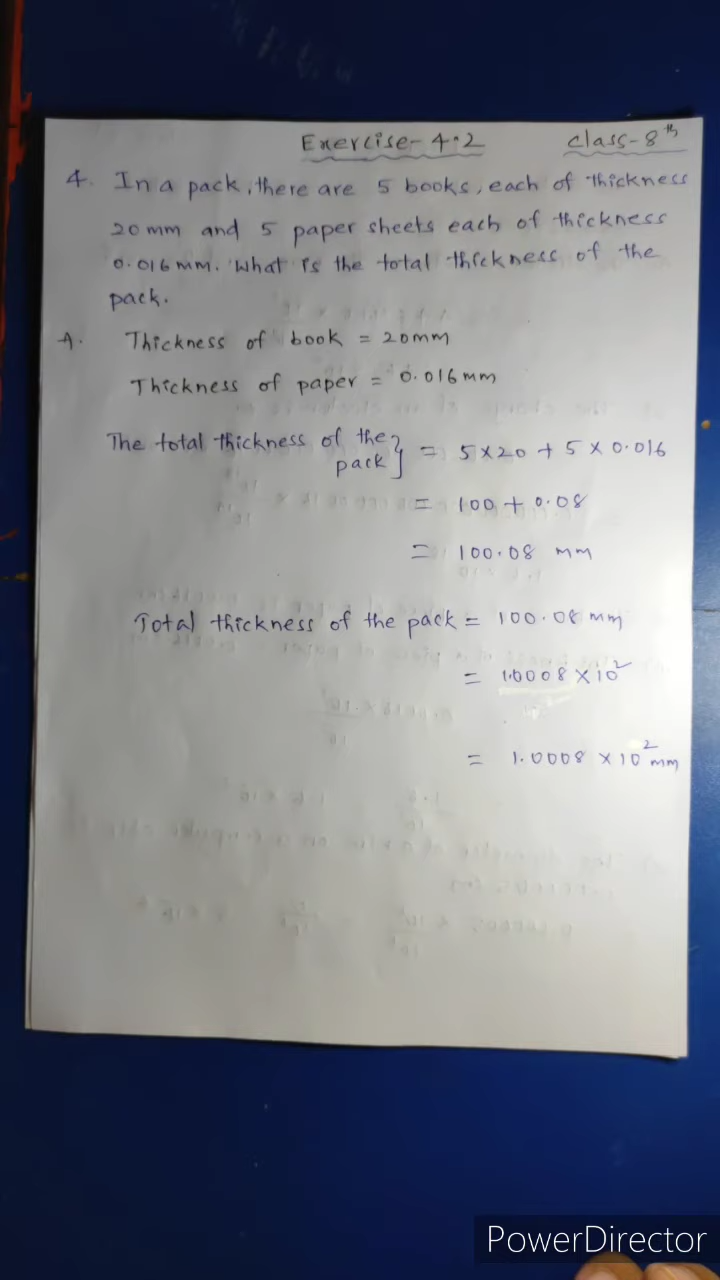 Exercise-4.2 class-8th
4. In a pack, there are 5 books, each of thickness
20 mm and 5 paper sheets each of thickness
0.016 mm. What is the total thickness of the
pack.
A. Thickness of book = 20mm
Thickness of paper = 0.016 mm
The total thickness of the
pack} = 5×20 + 5 × 0.016
= 100 + 0.08
= 100.08 mm
Total thickness of the pack = 100.08 mm
= 1.0008 × 10²
= 1.0008 × 10² mm
PowerDirector